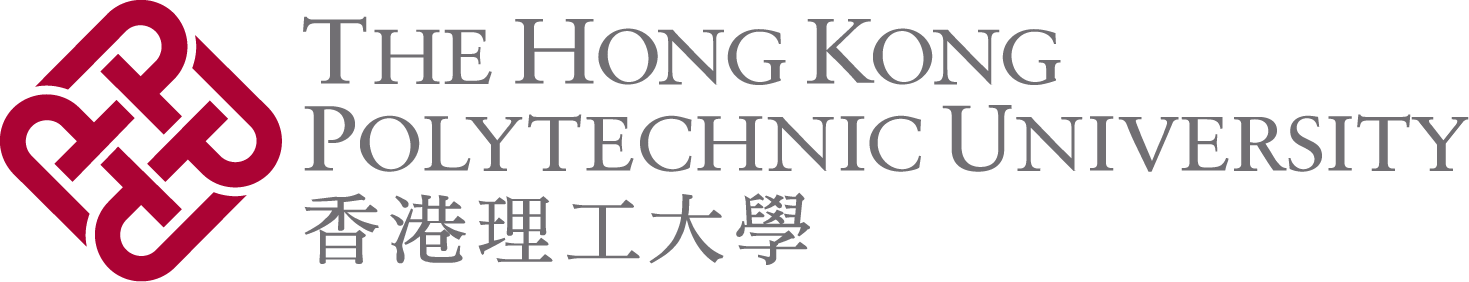 THE HONG KONG
POLYTECHNIC UNIVERSITY
香港理工大學